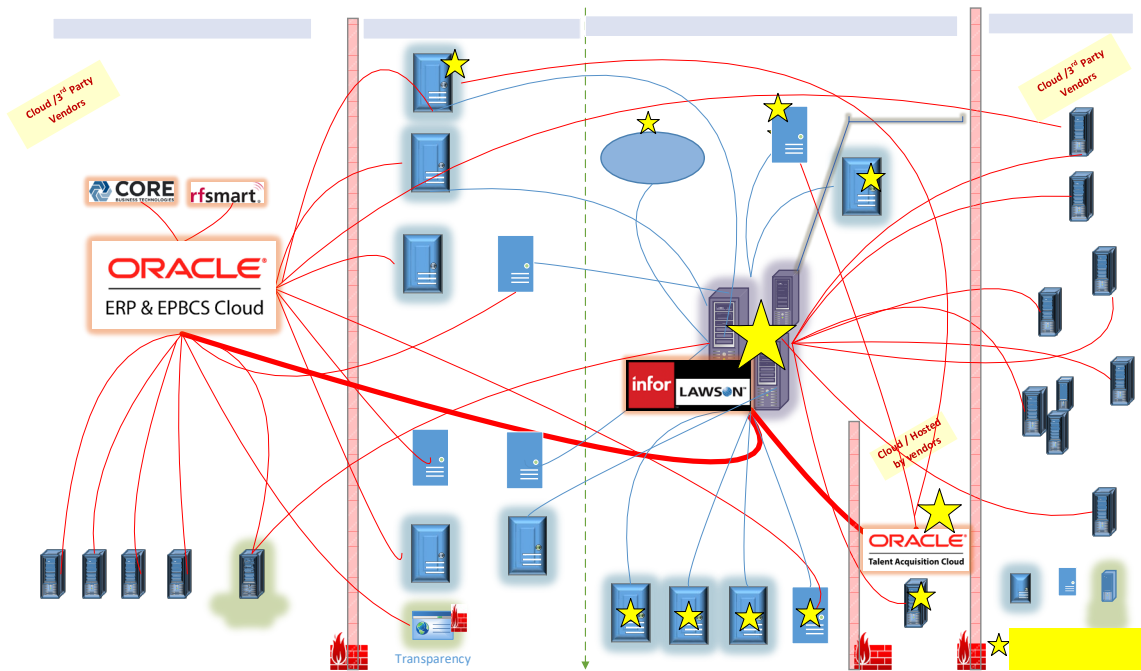 Cloud /3rd Party
Vendors
Cloud /3rd Party
Vendors
CORE
BUSINESS TECHNOLOGIES
rfsmart
ORACLE
ERP & EPBCS Cloud
infor
LAWSON
Cloud / Hosted
by vendors
ORACLE
Talent Acquisition Cloud
Transparency